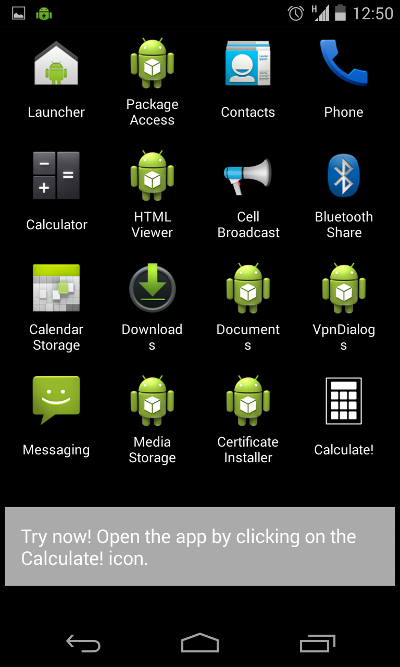 H 12:50
Launcher
Package
Access
Contacts
Phone
Calculator
HTML
Viewer
Cell
Broadcast
Bluetooth
Share
Calendar
Storage
Download
s
Document
s
VpnDialog
s
Messaging
Media
Storage
Certificate
Installer
Calculate!
Try now! Open the app by clicking on the
Calculate! icon.